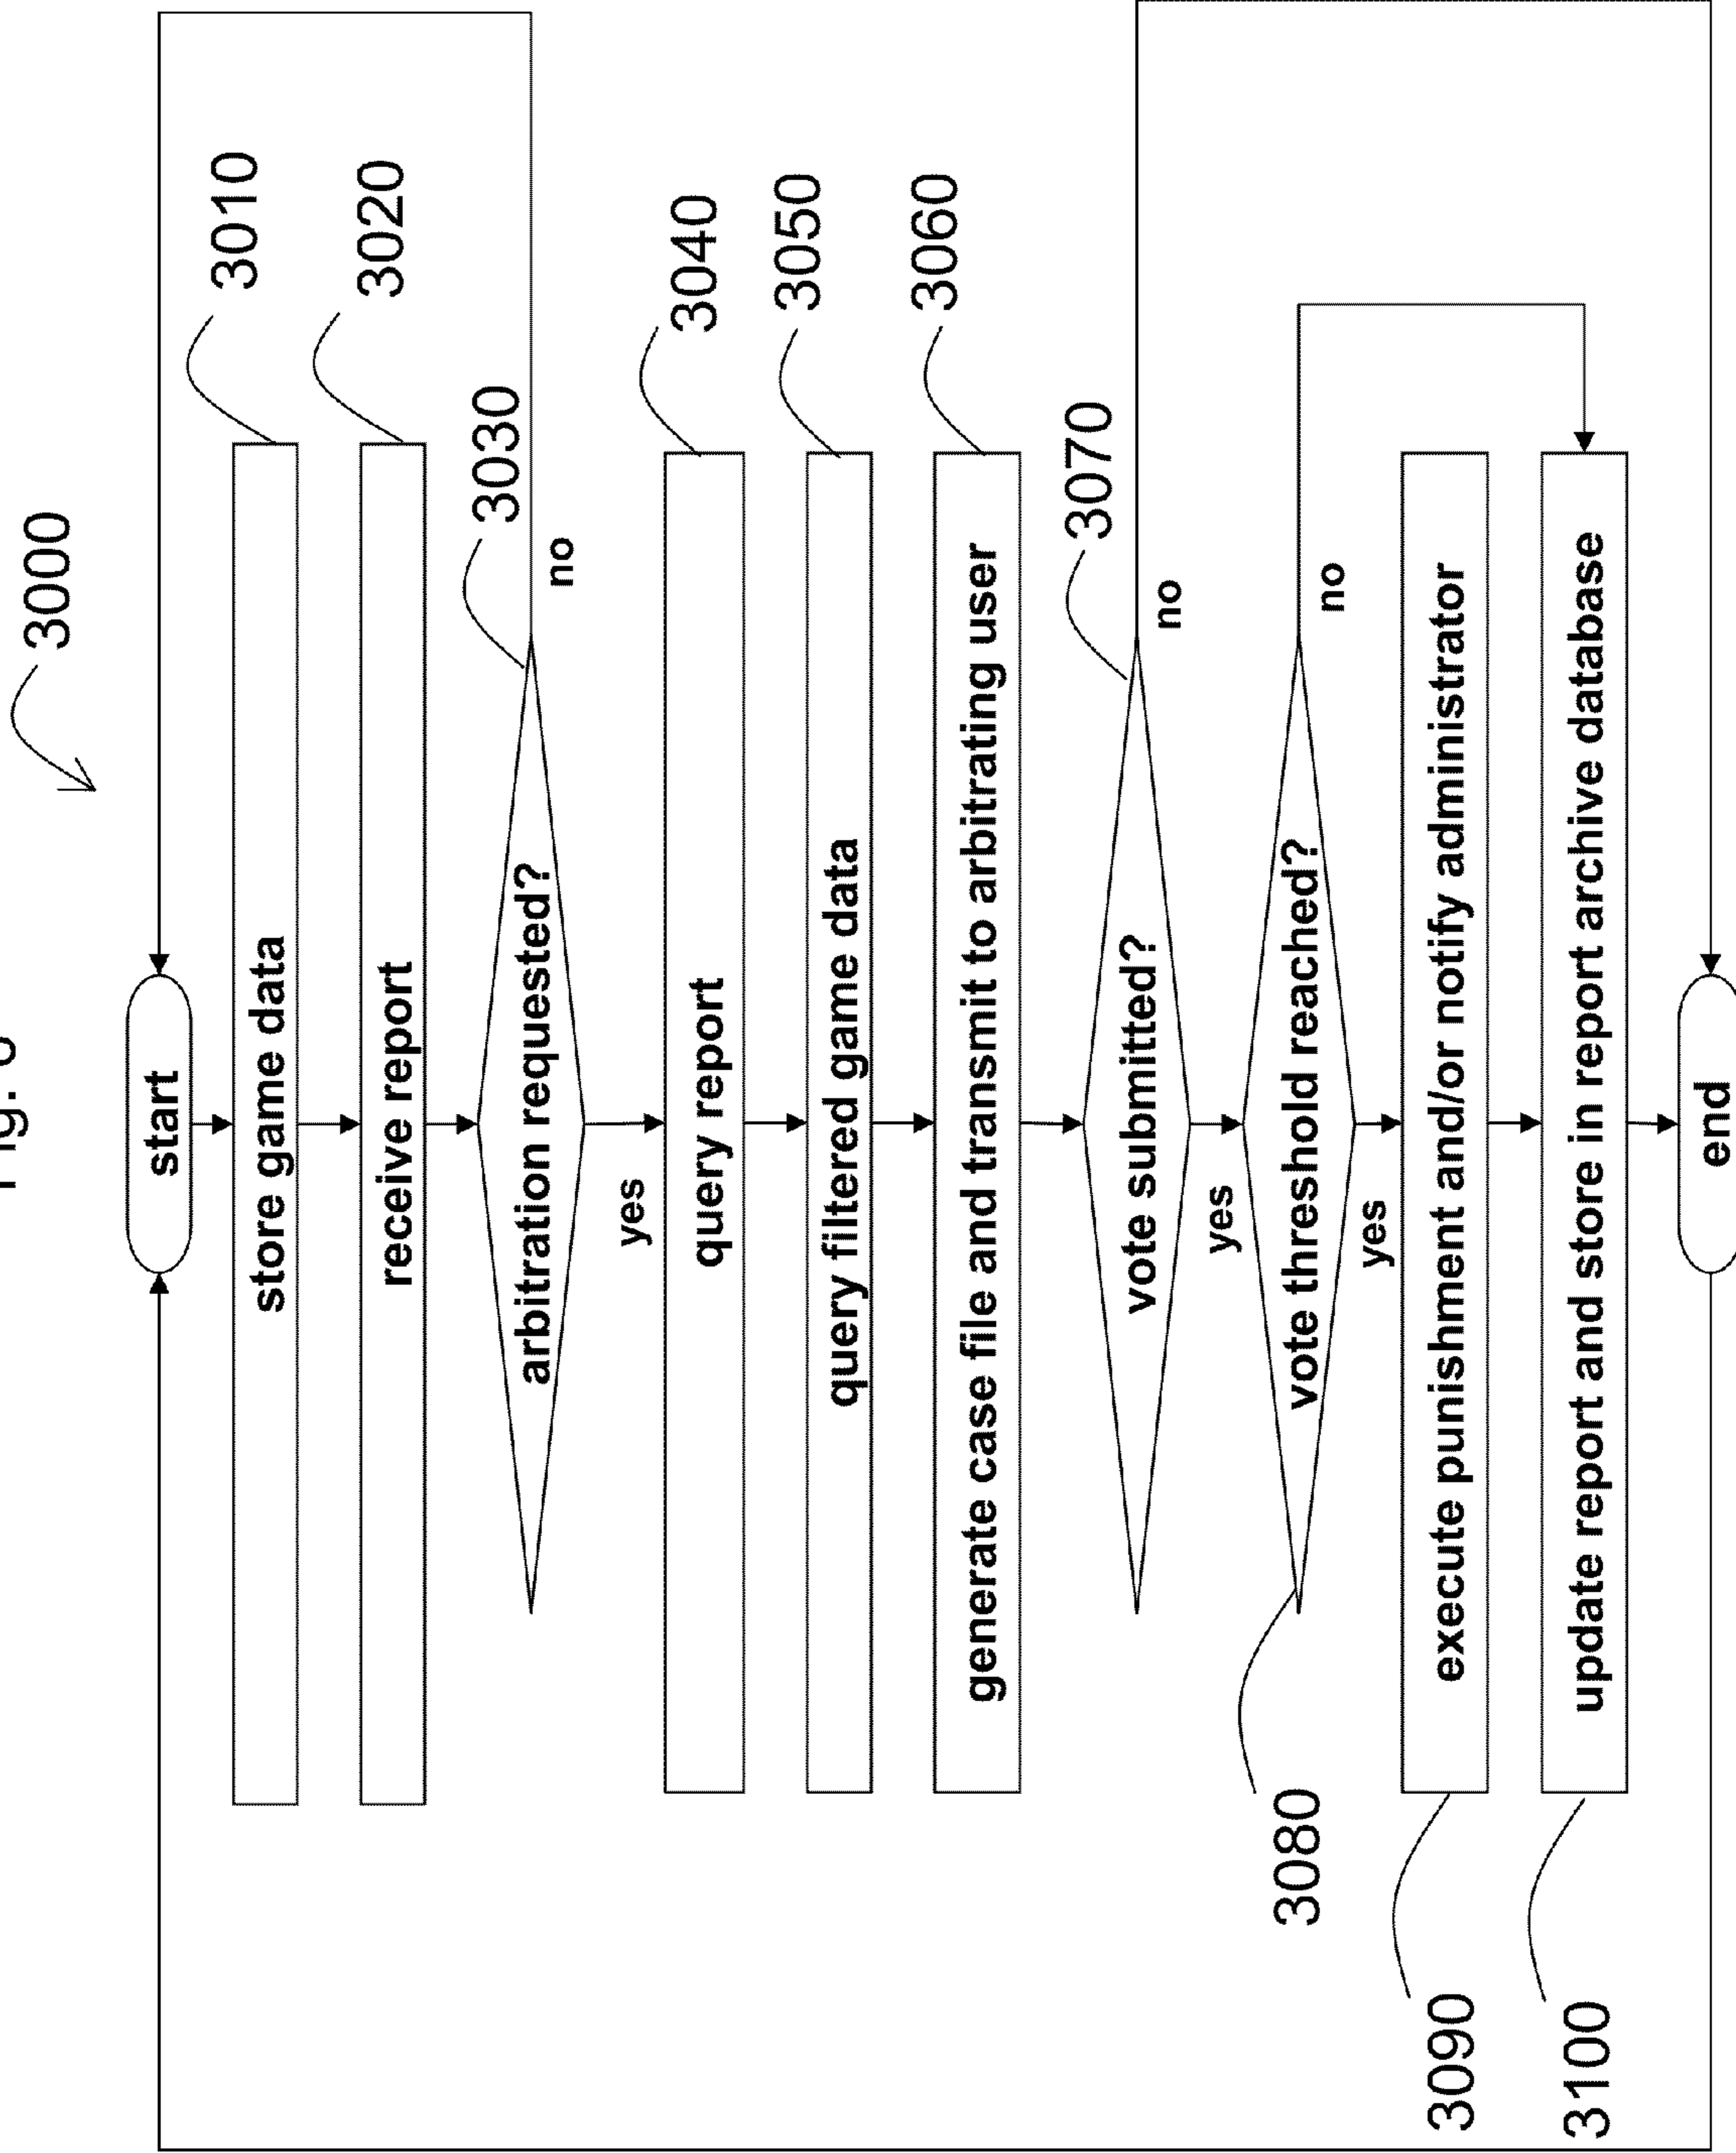 3000
start
3010
store game data
3020
receive report
3030
arbitration requested?
no
yes
3040
query report
3050
query filtered game data
3060
generate case file and transmit to arbitrating user
3070
vote submitted?
no
yes
3080
vote threshold reached?
no
yes
3090
execute punishment and/or notify administrator
3100
update report and store in report archive database
end